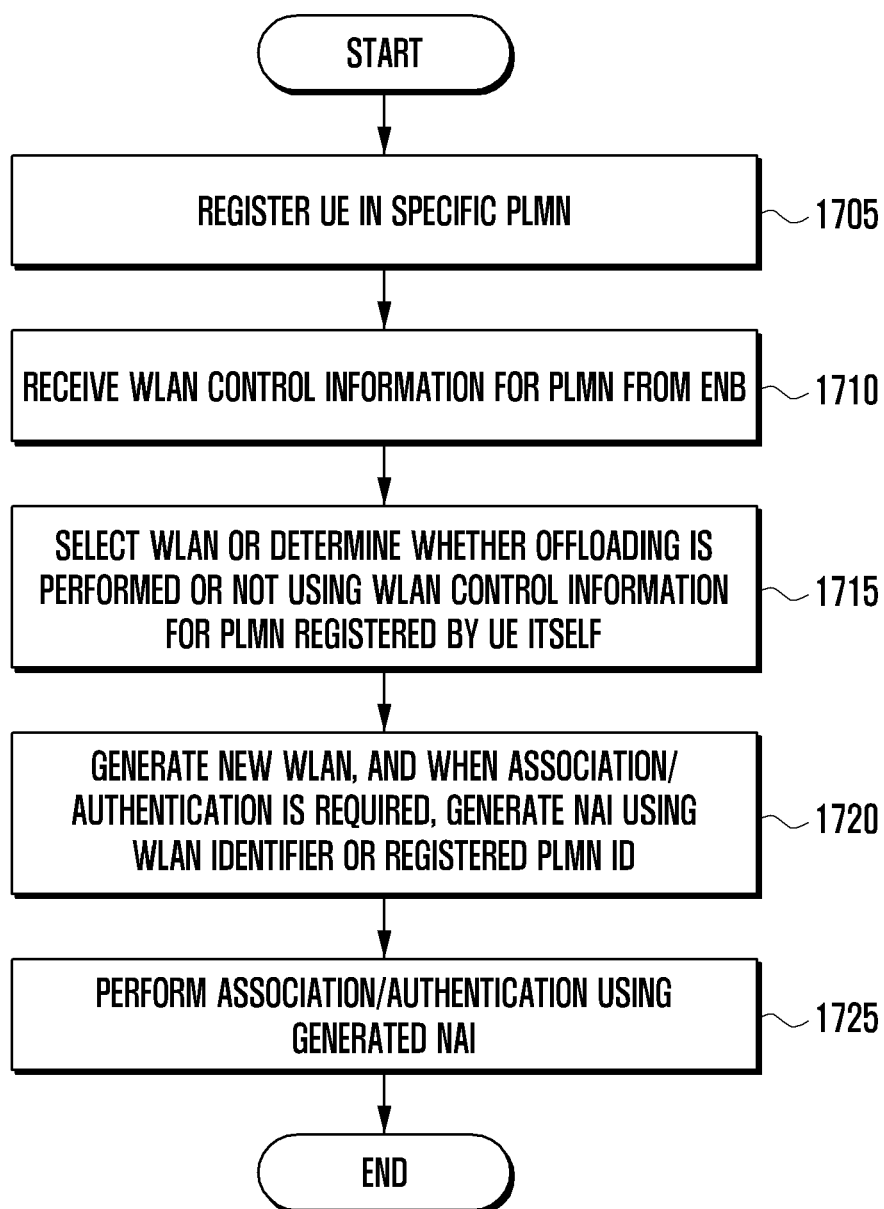 START
REGISTER UE IN SPECIFIC PLMN
1705
RECEIVE WLAN CONTROL INFORMATION FOR PLMN FROM ENB
1710
SELECT WLAN OR DETERMINE WHETHER OFFLOADING IS
PERFORMED OR NOT USING WLAN CONTROL INFORMATION
FOR PLMN REGISTERED BY UE ITSELF
1715
GENERATE NEW WLAN, AND WHEN ASSOCIATION/
AUTHENTICATION IS REQUIRED, GENERATE NAI USING
WLAN IDENTIFIER OR REGISTERED PLMN ID
1720
PERFORM ASSOCIATION/AUTHENTICATION USING
GENERATED NAI
1725
END